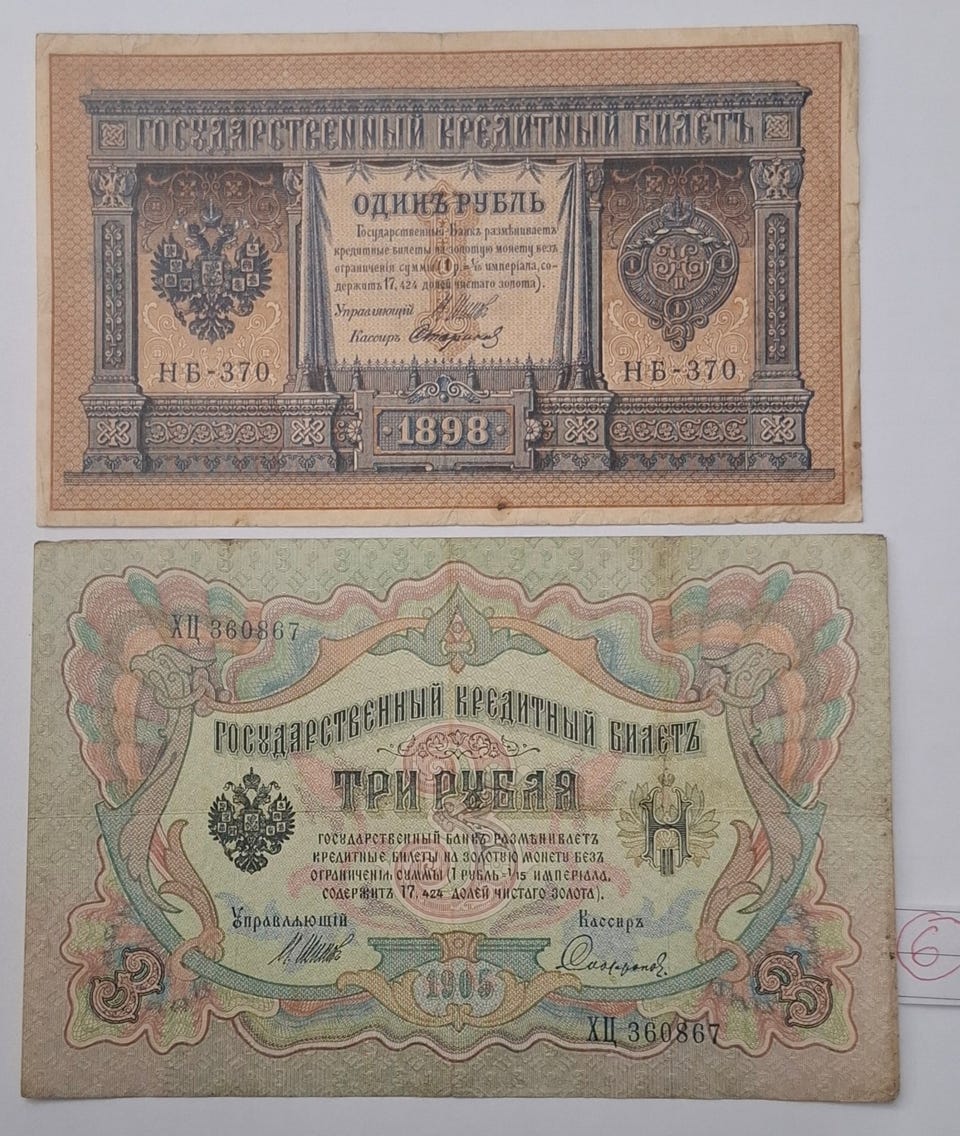 ГОСУДАРСТВЕННЫЙ КРЕДИТНЫЙ БИЛЕТЪ
ОДИНЪ РУБЛЬ
Государственный Банкъ размѣниваетъ
кредитные билеты на золотую монету безъ
ограниченія суммы (1 р.= 1/15 имперіала, со-
держитъ 17,424 долей чистаго золота).
Управляющій
Кассиръ
НБ-370
НБ-370
1898
ХЦ 360867
ГОСУДАРСТВЕННЫЙ КРЕДИТНЫЙ БИЛЕТЪ
ТРИ РУБЛЯ
ГОСУДАРСТВЕННЫЙ БАНКЪ РАЗМѢНИВАЕТЪ
КРЕДИТНЫЕ БИЛЕТЫ НА ЗОЛОТУЮ МОНЕТУ БЕЗЪ
ОГРАНИЧЕНІЯ СУММЫ (1 РУБЛЬ=1/15 ИМПЕРІАЛА,
СОДЕРЖИТЪ 17,424 ДОЛЕЙ ЧИСТАГО ЗОЛОТА).
Управляющій
Кассиръ
3
1905
3
ХЦ 360867
6